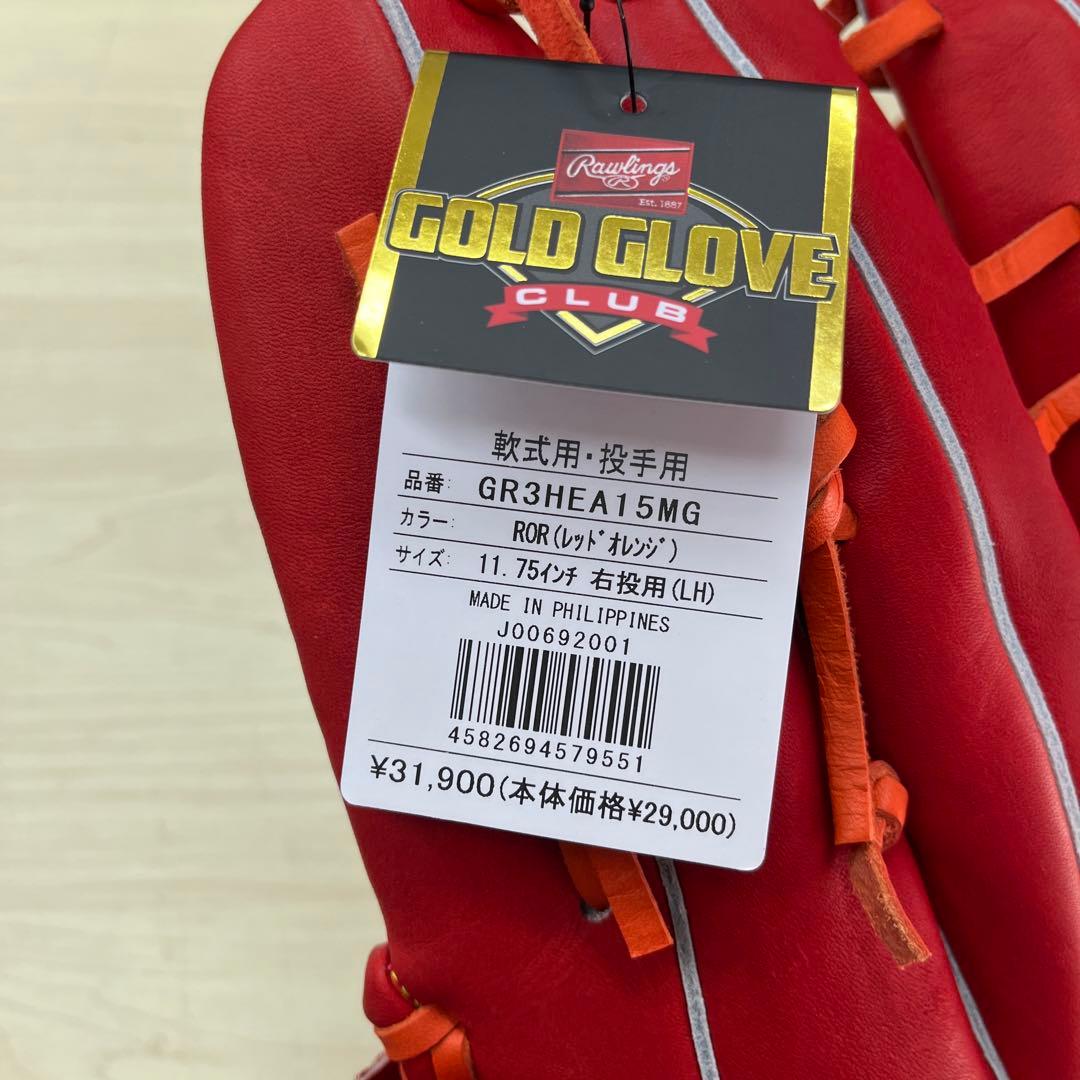 Rawlings
R
Est. 1887
GOLD GLOVE
CLUB
軟式用・投手用
品番: GR3HEA15MG
カラー: ROR(ﾚｯﾄﾞｵﾚﾝｼﾞ)
サイズ: 11.75ｲﾝﾁ 右投用(LH)
MADE IN PHILIPPINES
J00692001
4582694579551
¥31,900(本体価格¥29,000)